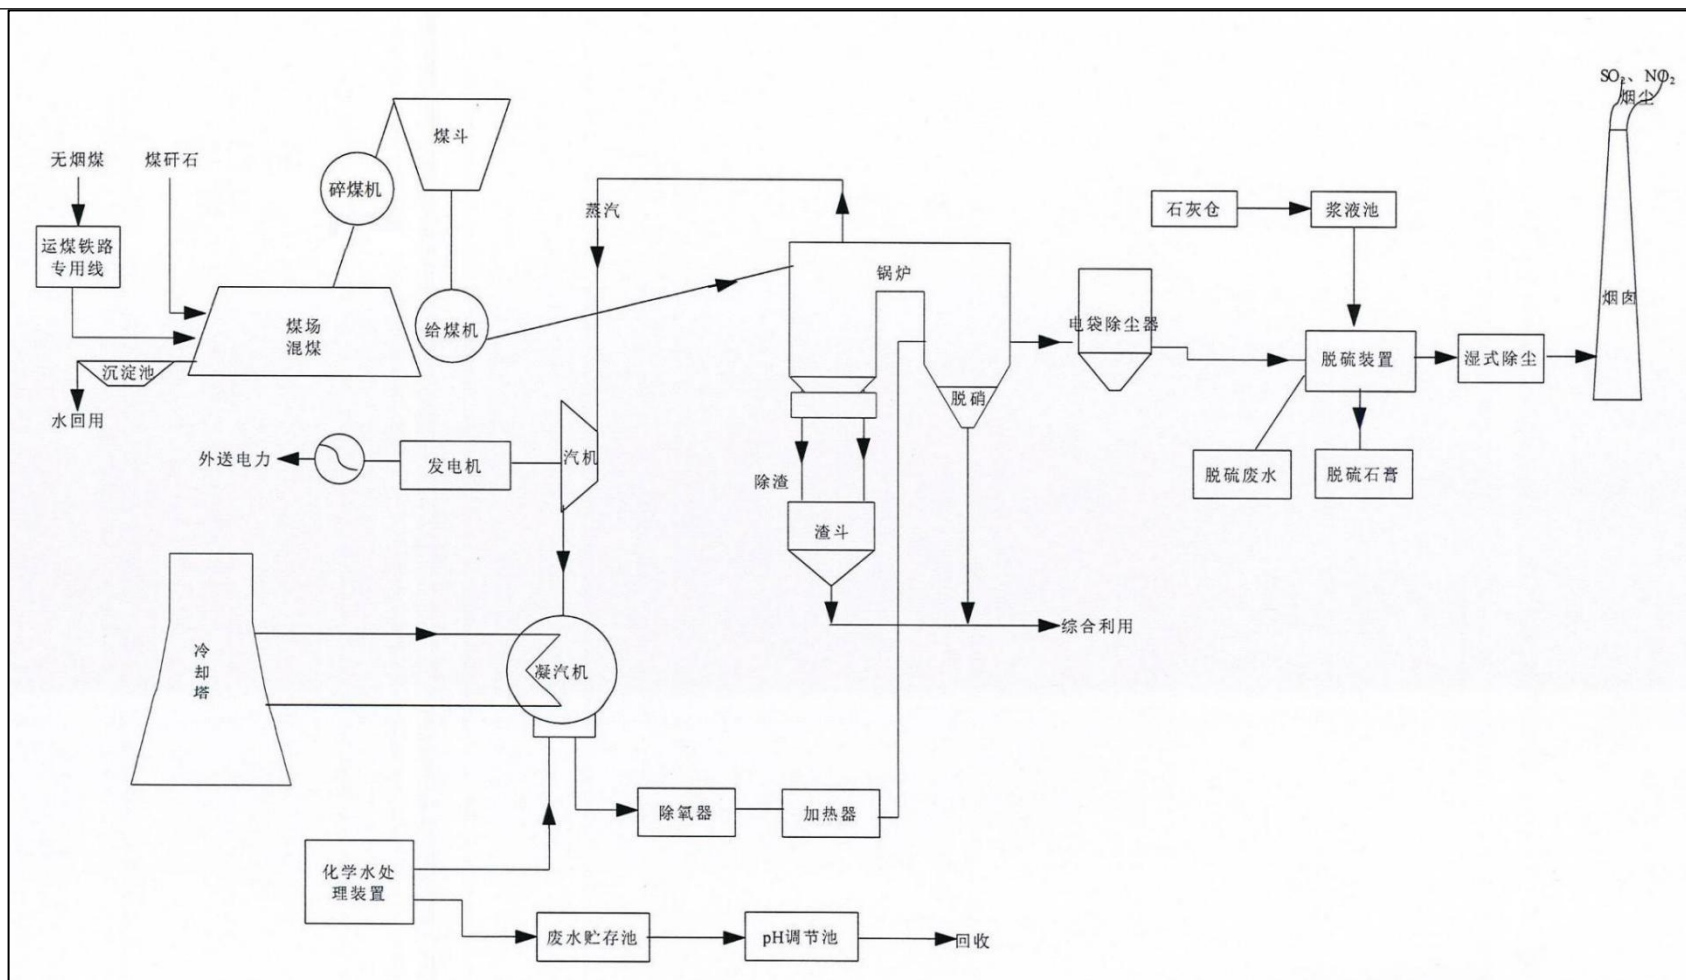 SO₂、NO₂
烟尘
煤斗
无烟煤
煤矸石
碎煤机
蒸汽
石灰仓
浆液池
运煤铁路
专用线
锅炉
烟囱
煤场
混煤
给煤机
电袋除尘器
脱硫装置
湿式除尘
沉淀池
脱硝
水回用
外送电力
发电机
汽机
除渣
脱硫废水
脱硫石膏
渣斗
综合利用
冷
却
塔
凝汽机
除氧器
加热器
化学水处
理装置
废水贮存池
pH调节池
回收